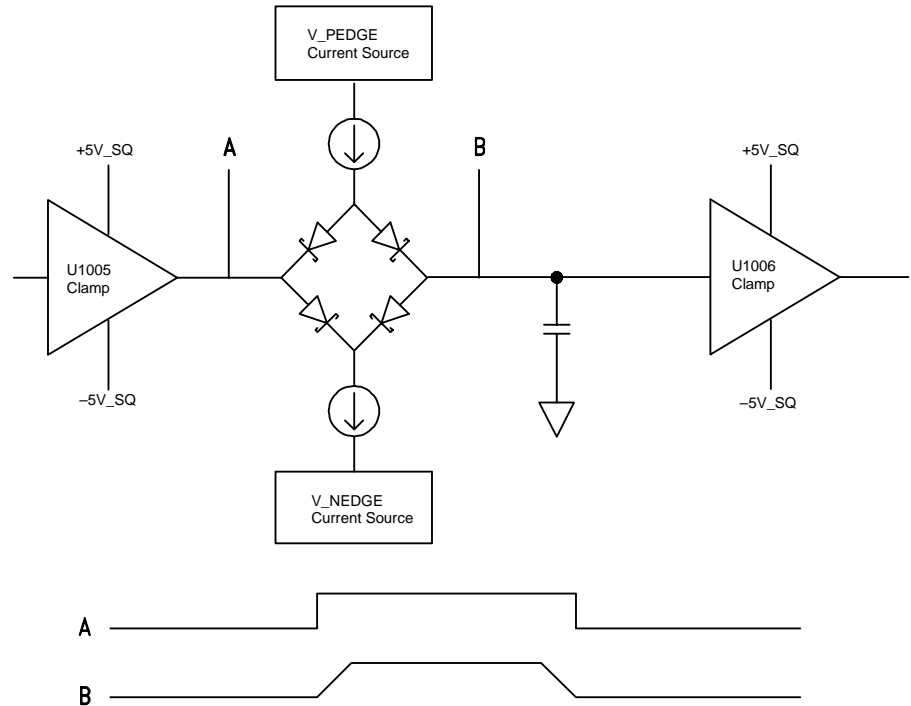 V_PEDGE
Current Source
+5V_SQ
A
B
+5V_SQ
U1005
Clamp
U1006
Clamp
–5V_SQ
–5V_SQ
V_NEDGE
Current Source
A
B